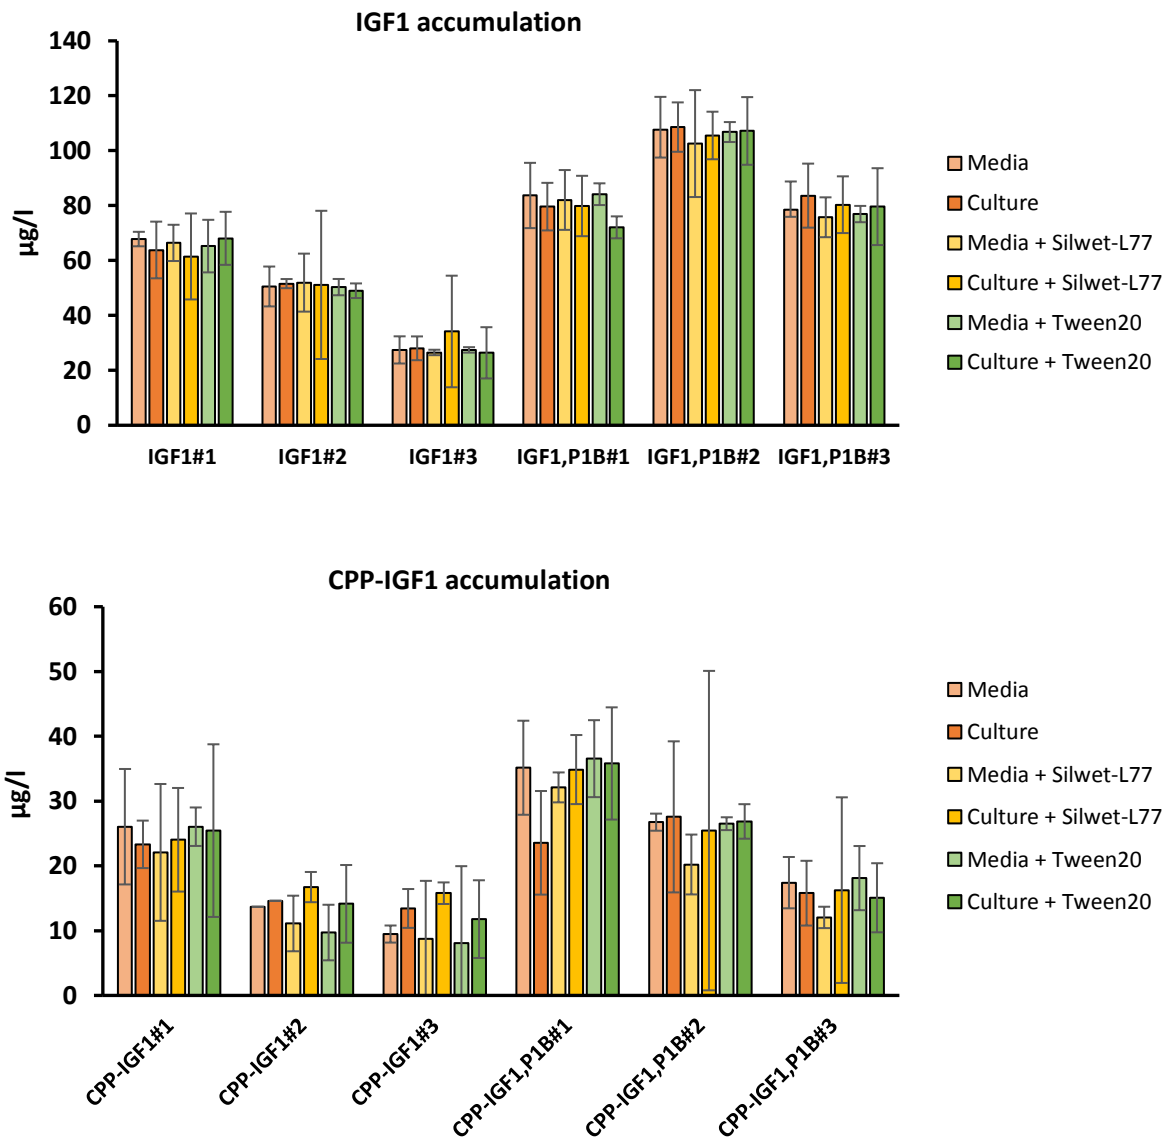 IGF1 accumulation
140
120
100
80
60
40
20
0
µg/l
IGF1#1 IGF1#2 IGF1#3 IGF1,P1B#1 IGF1,P1B#2 IGF1,P1B#3
Media
Culture
Media + Silwet-L77
Culture + Silwet-L77
Media + Tween20
Culture + Tween20
CPP-IGF1 accumulation
60
50
40
30
20
10
0
µg/l
CPP-IGF1#1 CPP-IGF1#2 CPP-IGF1#3 CPP-IGF1,P1B#1 CPP-IGF1,P1B#2 CPP-IGF1,P1B#3
Media
Culture
Media + Silwet-L77
Culture + Silwet-L77
Media + Tween20
Culture + Tween20